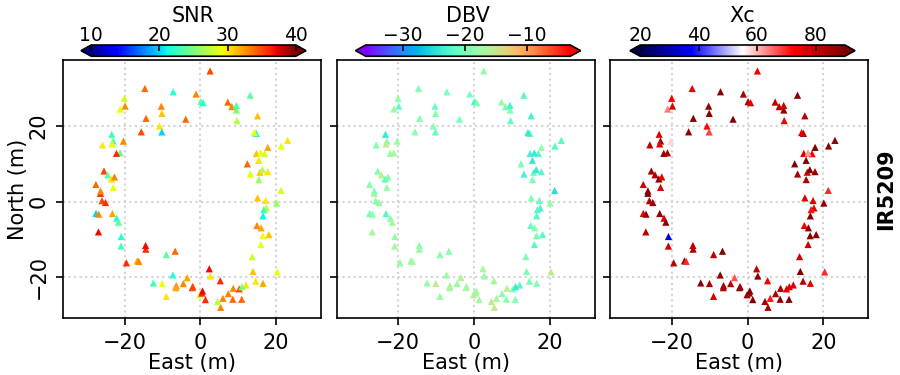 SNR DBV Xc
10 20 30 40 −30 −20 −10 20 40 60 80
North (m)
20
0
−20
IR5209
−20 0 20 −20 0 20 −20 0 20
East (m) East (m) East (m)